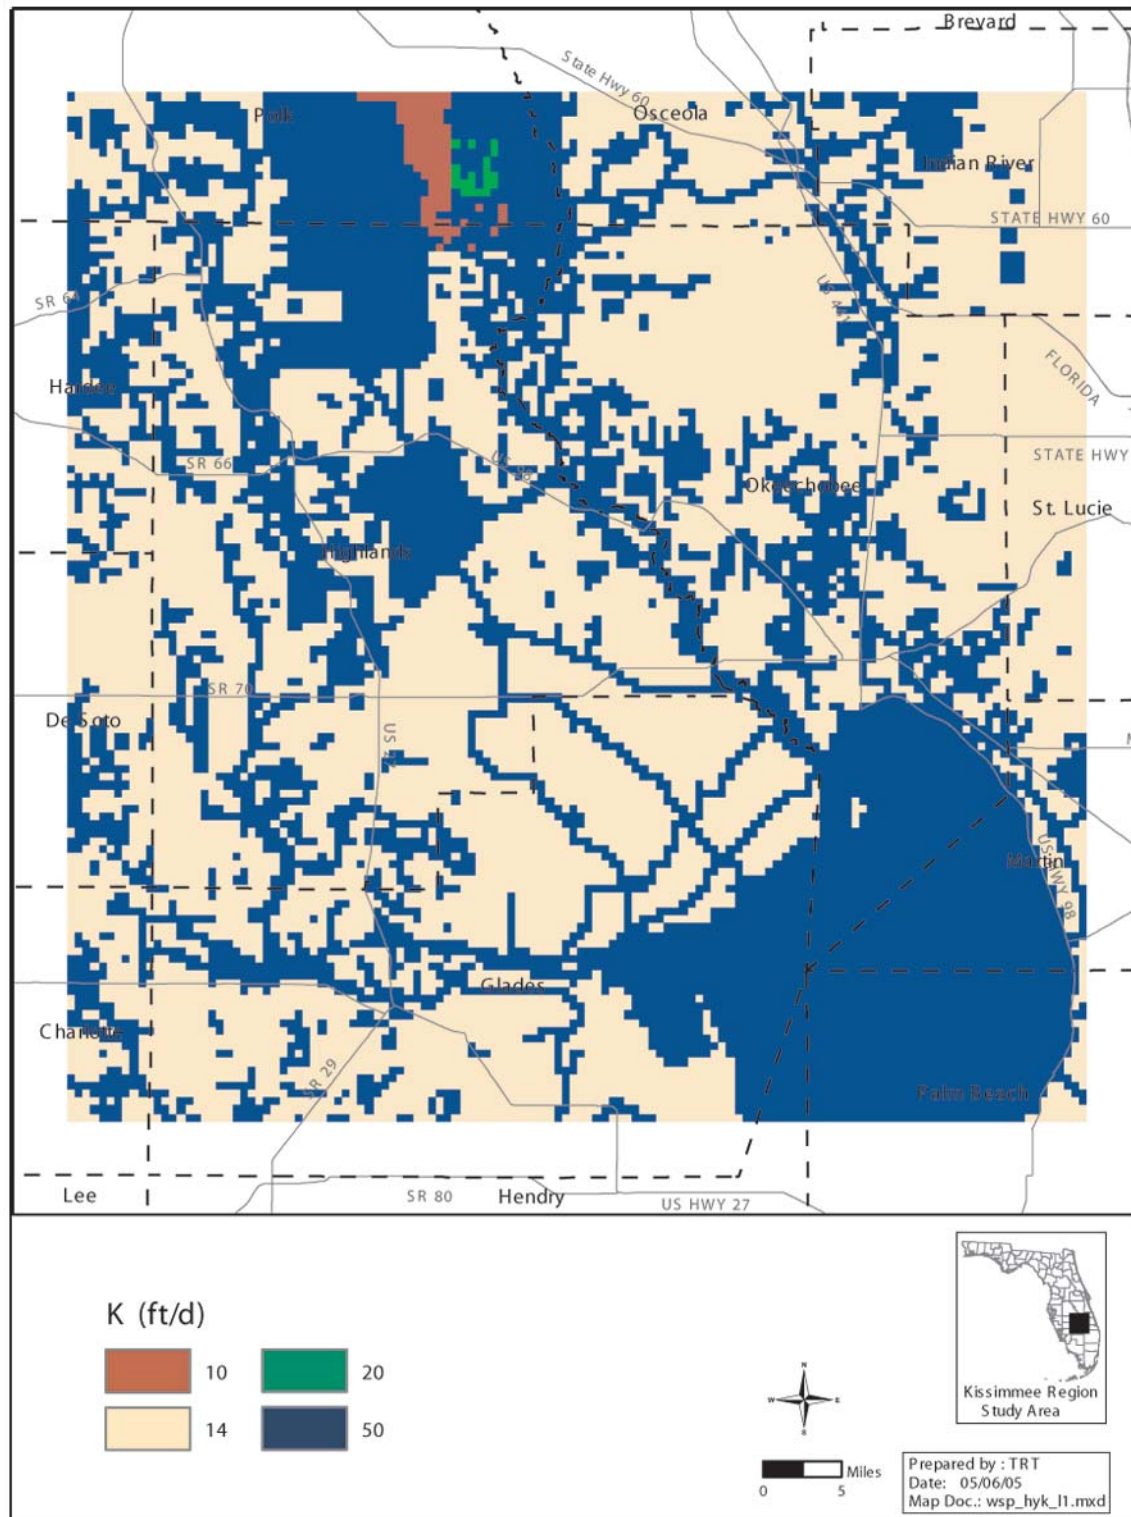 Brevard
State Hwy 60
Polk
Osceola
Indian River
STATE HWY 60
US 441
SR 64
FLORIDA
Hardee
STATE HWY
SR 66
US 98
Okeechobee
St. Lucie
Highlands
SR 70
De Soto
US 27
M
Martin
US HWY 98
Glades
Charlotte
SR 29
Palm Beach
Lee
SR 80
Hendry
US HWY 27
K (ft/d)
10
20
14
50
N
W
E
S
Kissimmee Region
Study Area
Miles
0
5
Prepared by : TRT
Date: 05/06/05
Map Doc.: wsp_hyk_l1.mxd